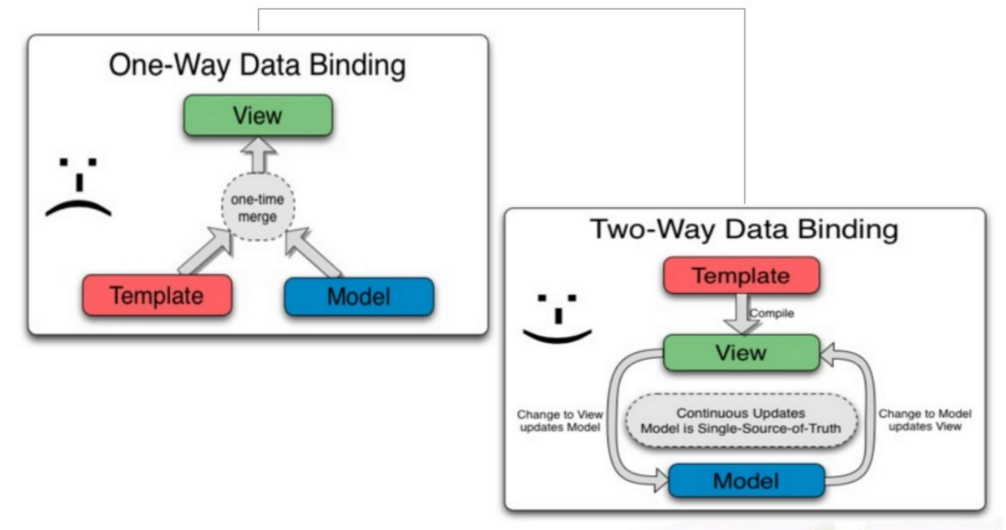 One-Way Data Binding
View
one-time
merge
Template
Model
Two-Way Data Binding
Template
Compile
View
Change to View
updates Model
Continuous Updates
Model is Single-Source-of-Truth
Change to Model
updates View
Model